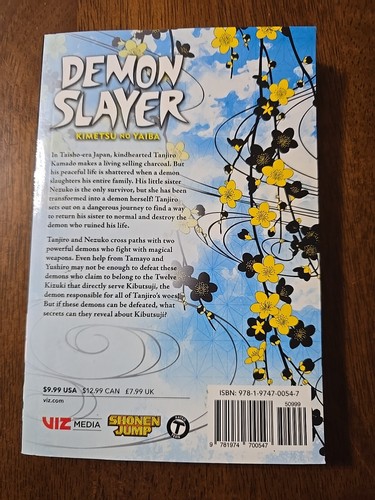 DEMON
SLAYER
KIMETSU NO YAIBA
In Taisho-era Japan, kindhearted Tanjiro
Kamado makes a living selling charcoal. But
his peaceful life is shattered when a demon
slaughters his entire family. His little sister
Nezuko is the only survivor, but she has been
transformed into a demon herself! Tanjiro
sets out on a dangerous journey to find a way
to return his sister to normal and destroy the
demon who ruined his life.
Tanjiro and Nezuko cross paths with two
powerful demons who fight with magical
weapons. Even help from Tamayo and
Yushiro may not be enough to defeat these
demons who claim to belong to the Twelve
Kizuki that directly serve Kibutsuji, the
demon responsible for all of Tanjiro's woes!
But if these demons can be defeated, what
secrets can they reveal about Kibutsuji?
$9.99 USA $12.99 CAN £7.99 UK
viz.com
VIZ MEDIA
SHONEN
JUMP
T
ISBN: 978-1-9747-0054-7
50999
9 781974 700547